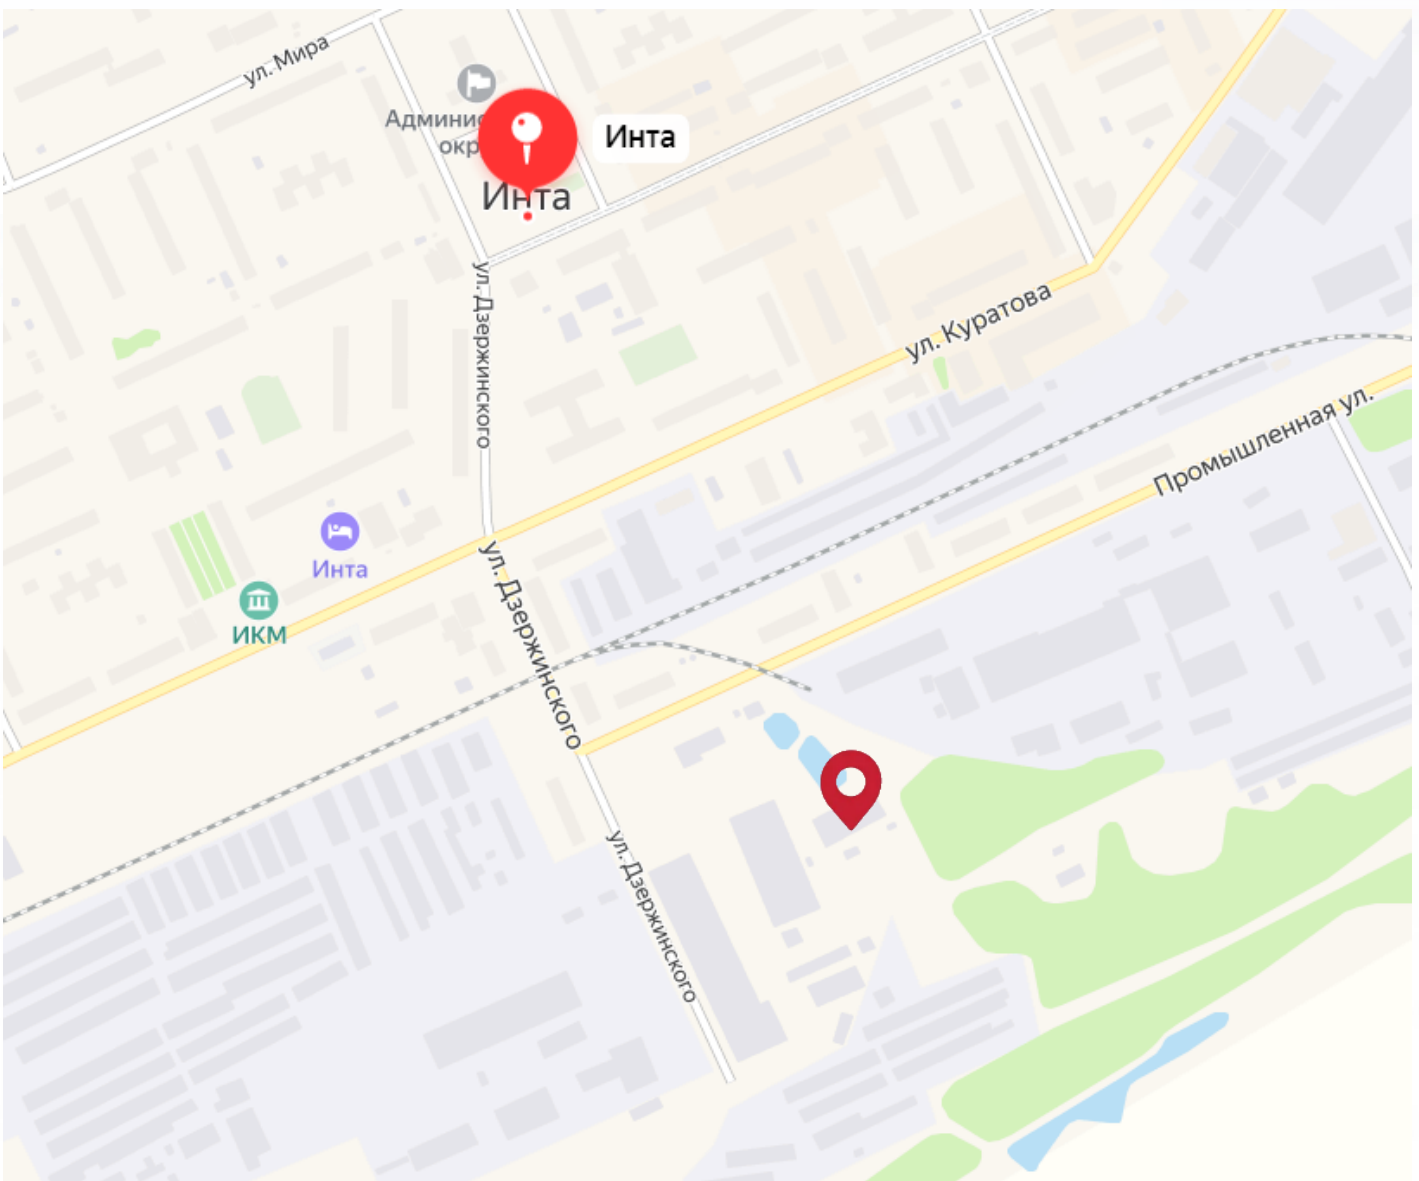 ул. Мира
Админис
окр
Инта
Инта
ул. Дзержинского
ул. Куратова
Промышленная ул.
Инта
ИКМ
ул. Дзержинского
ул. Дзержинского